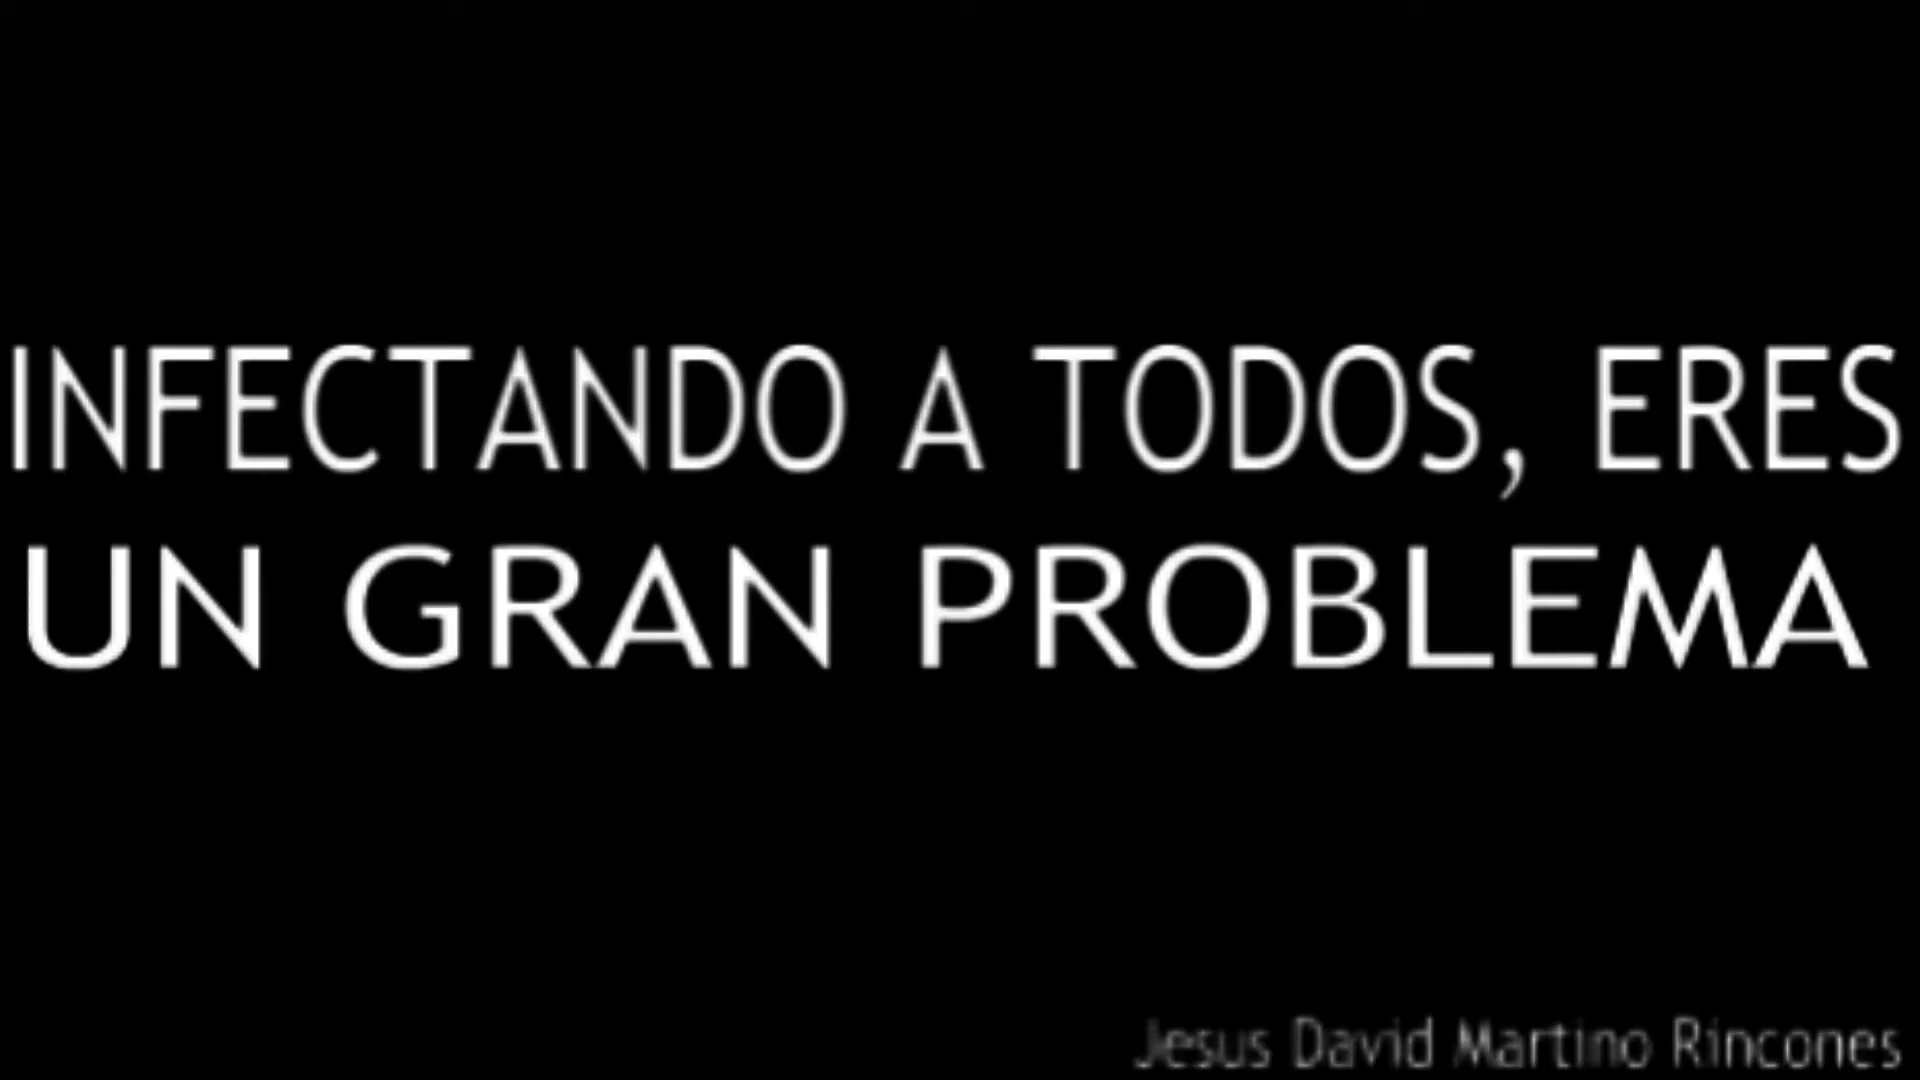 INFECTANDO A TODOS, ERES
UN GRAN PROBLEMA
Jesus David Martino Rincones